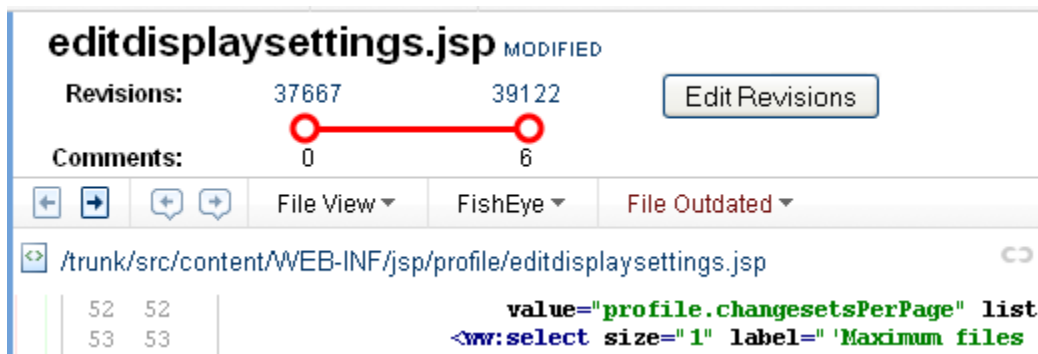 editdisplaysettings.jsp MODIFIED
Revisions: 37667 39122 Edit Revisions
Comments: 0 6
File View FishEye File Outdated
/trunk/src/content/WEB-INF/jsp/profile/editdisplaysettings.jsp
52 52 value="profile.changesetsPerPage" list
53 53 <ww:select size="1" label="'Maximum files